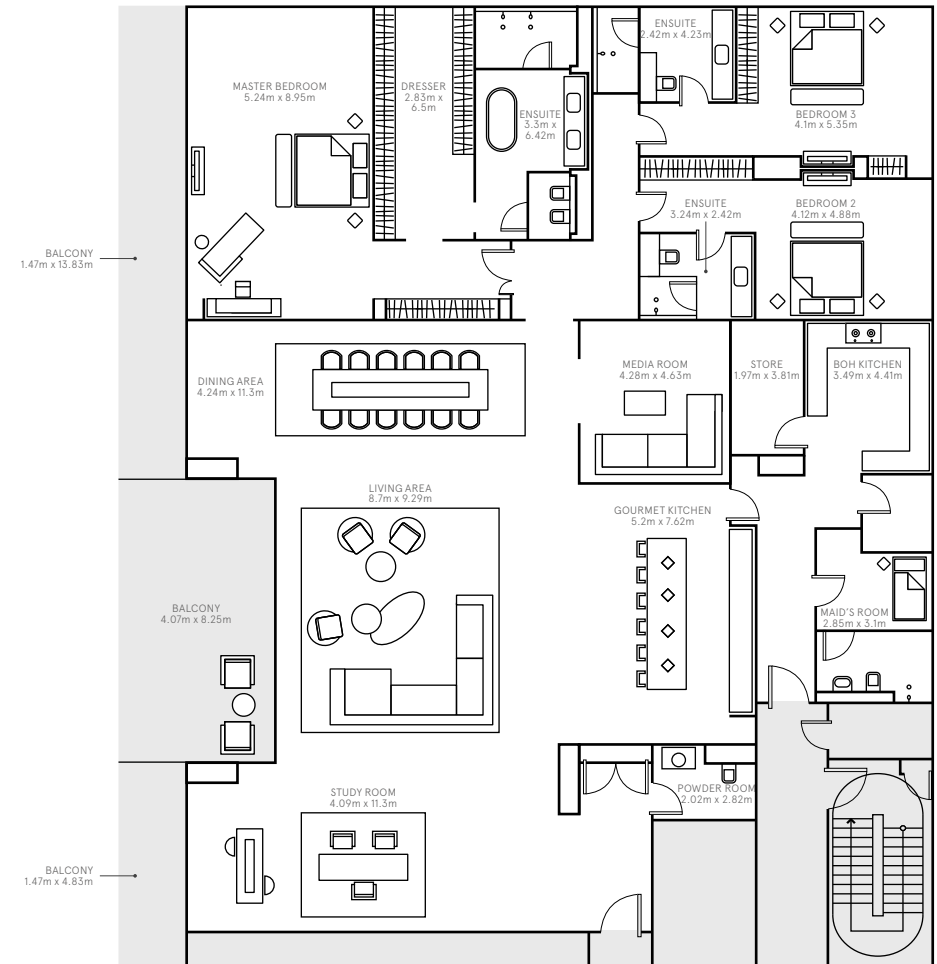 ENSUITE
2.42m x 4.23m
MASTER BEDROOM
5.24m x 8.95m
DRESSER
2.83m x
6.5m
ENSUITE
3.3m x
6.42m
BEDROOM 3
4.1m x 5.35m
ENSUITE
3.24m x 2.42m
BEDROOM 2
4.12m x 4.88m
BALCONY
1.47m x 13.83m
DINING AREA
4.24m x 11.3m
MEDIA ROOM
4.28m x 4.63m
STORE
1.97m x 3.81m
BOH KITCHEN
3.49m x 4.41m
LIVING AREA
8.7m x 9.29m
GOURMET KITCHEN
5.2m x 7.62m
BALCONY
4.07m x 8.25m
MAID'S ROOM
2.85m x 3.1m
STUDY ROOM
4.09m x 11.3m
POWDER ROOM
2.02m x 2.82m
BALCONY
1.47m x 4.83m